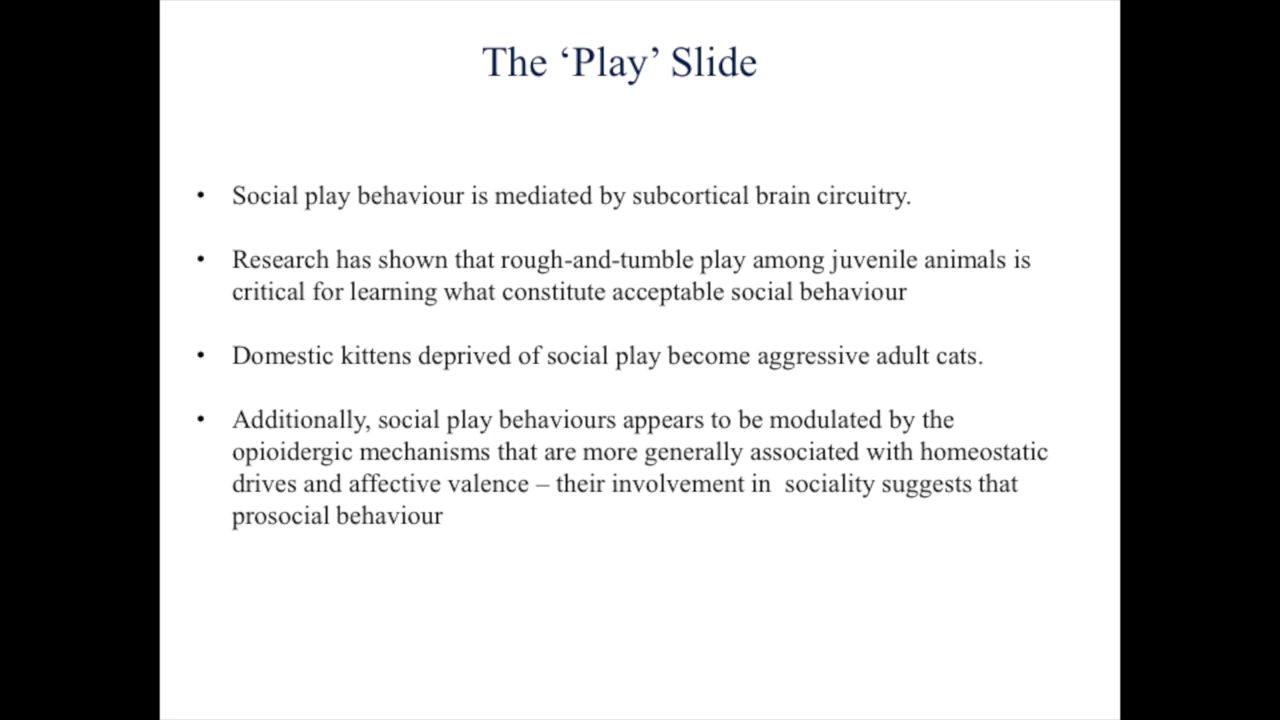 The ‘Play’ Slide
• Social play behaviour is mediated by subcortical brain circuitry.
• Research has shown that rough-and-tumble play among juvenile animals is
critical for learning what constitute acceptable social behaviour
• Domestic kittens deprived of social play become aggressive adult cats.
• Additionally, social play behaviours appears to be modulated by the
opioidergic mechanisms that are more generally associated with homeostatic
drives and affective valence – their involvement in  sociality suggests that
prosocial behaviour